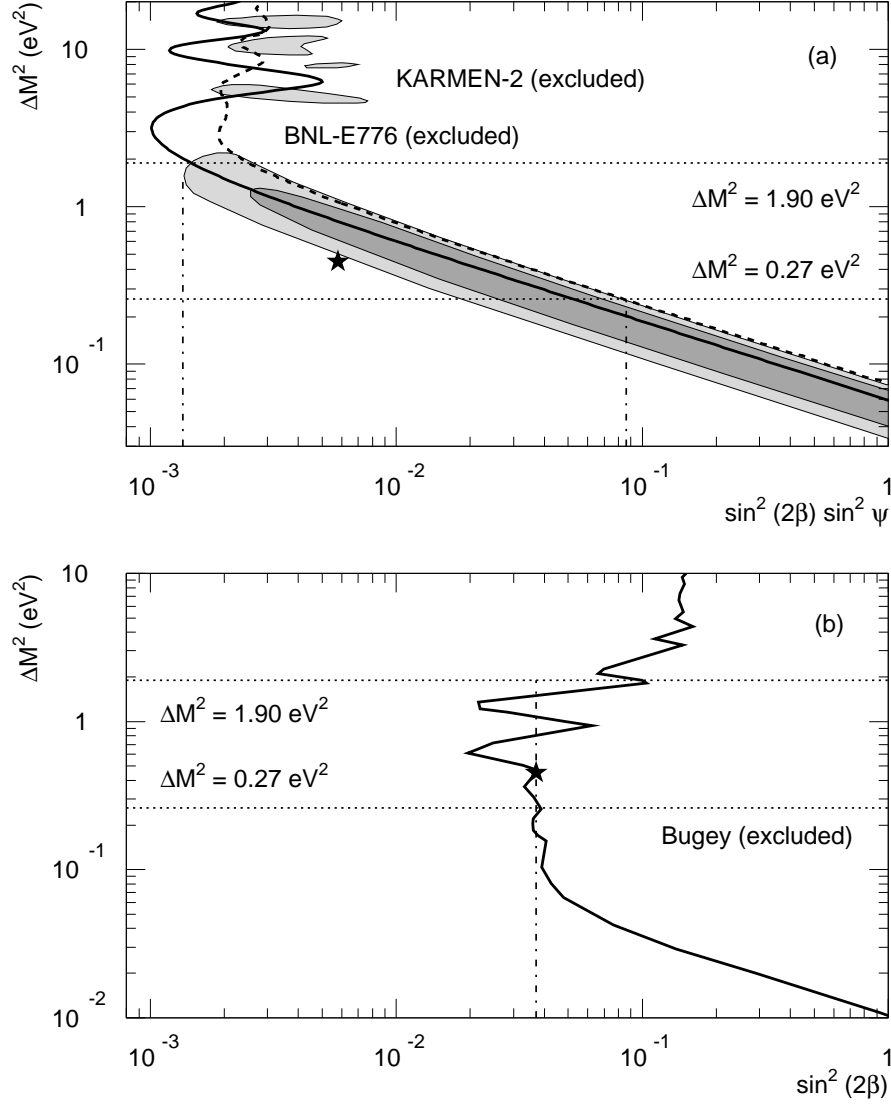 ΔM² (eV²)
(a)
10
1
10⁻¹
KARMEN-2 (excluded)
BNL-E776 (excluded)
ΔM² = 1.90 eV²
ΔM² = 0.27 eV²
10⁻³ 10⁻² 10⁻¹ 1
sin² (2β) sin² ψ
ΔM² (eV²)
(b)
10
1
10⁻¹
10⁻²
ΔM² = 1.90 eV²
ΔM² = 0.27 eV²
Bugey (excluded)
10⁻³ 10⁻² 10⁻¹ 1
sin² (2β)